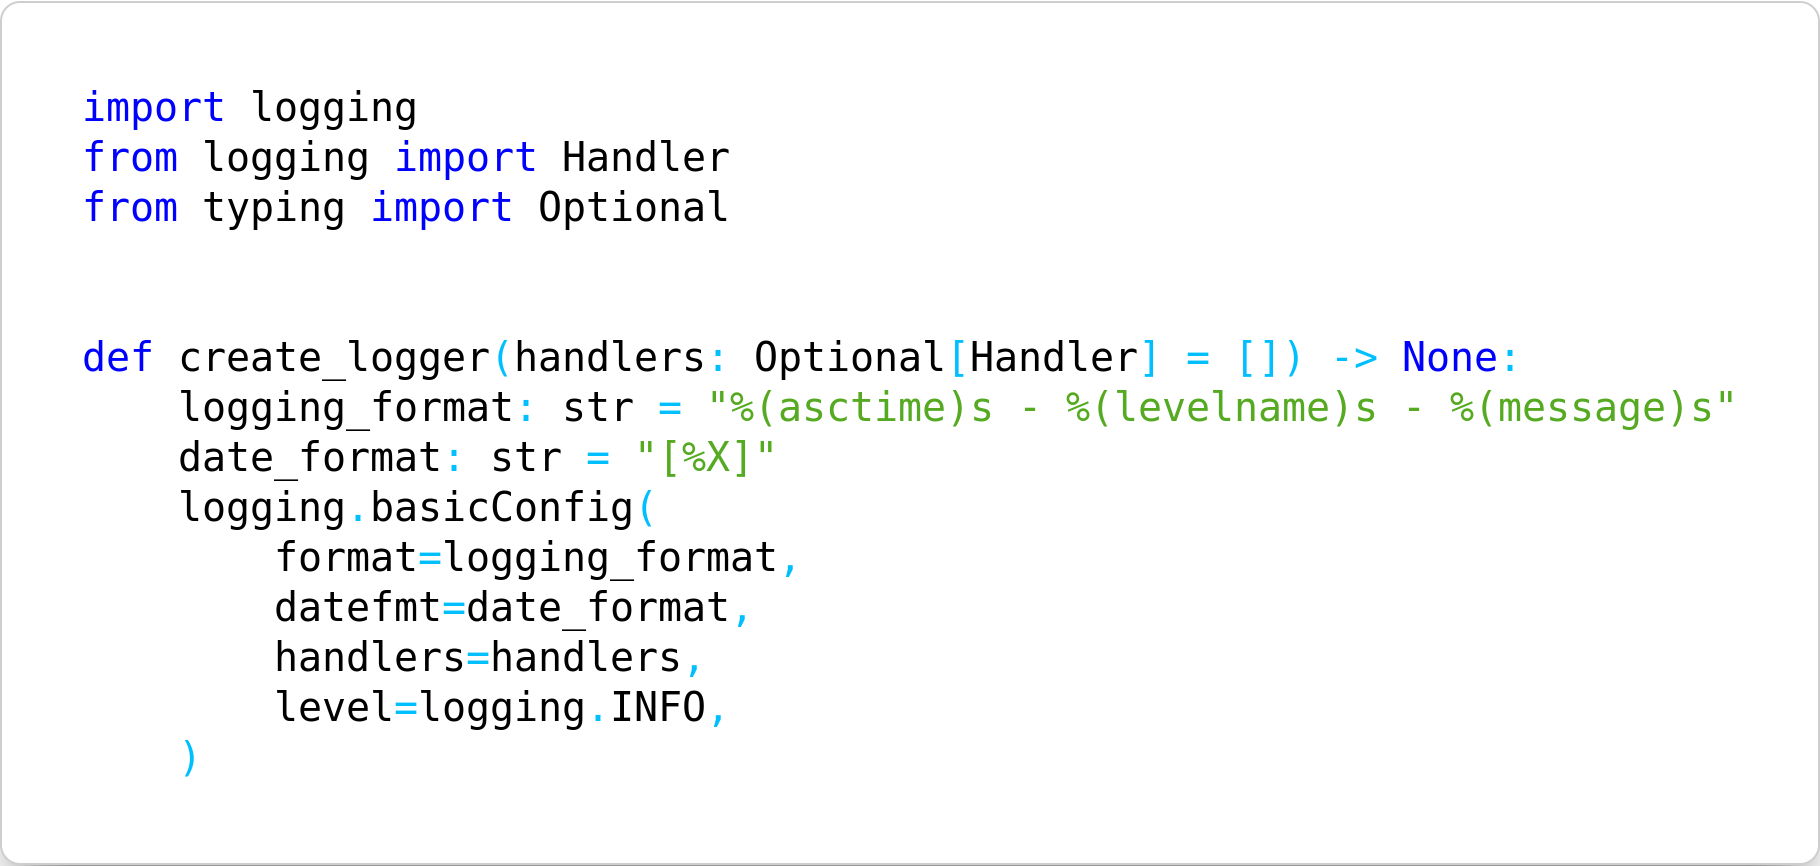 import logging
from logging import Handler
from typing import Optional


def create_logger(handlers: Optional[Handler] = []) -> None:
    logging_format: str = "%(asctime)s - %(levelname)s - %(message)s"
    date_format: str = "[%X]"
    logging.basicConfig(
        format=logging_format,
        datefmt=date_format,
        handlers=handlers,
        level=logging.INFO,
    )